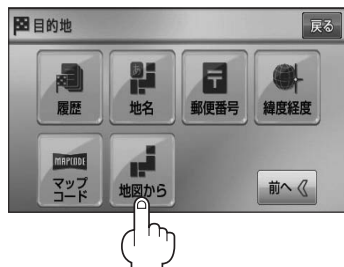 目的地
戻る
履歴
地名
郵便番号
緯度経度
MAPCODE
マップ
コード
地図から
前へ